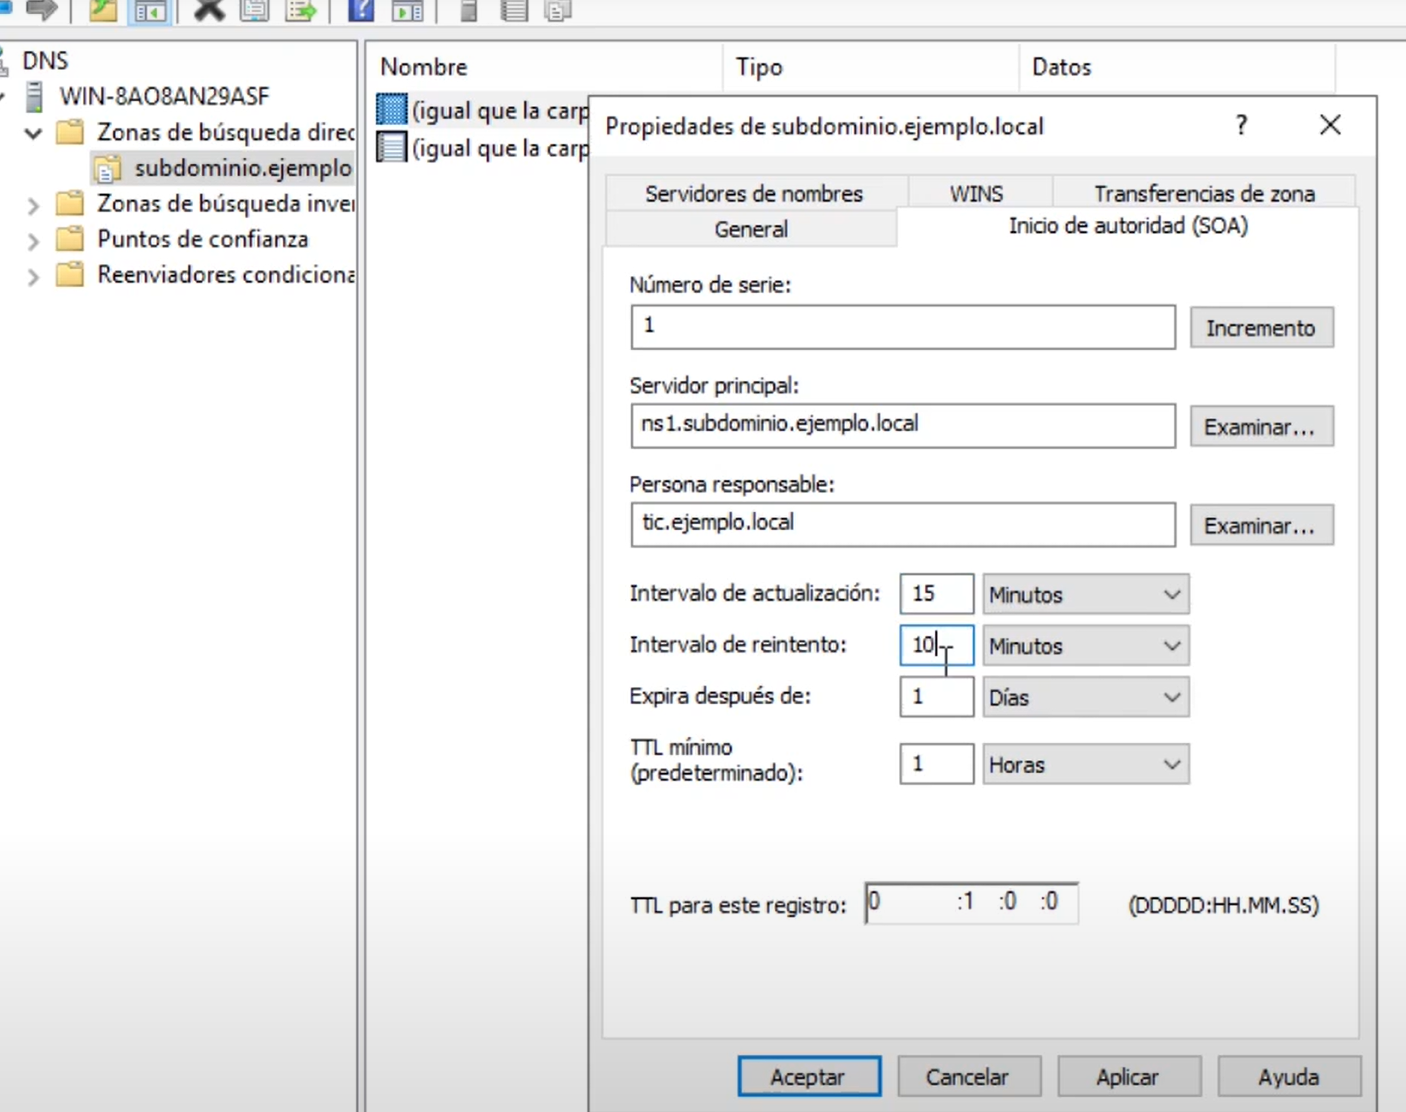 DNS
WIN-8AO8AN29ASF
Zonas de búsqueda direc
subdominio.ejemplo
Zonas de búsqueda inver
Puntos de confianza
Reenviadores condiciona
Nombre Tipo Datos
(igual que la carp
(igual que la carp
Propiedades de subdominio.ejemplo.local ?
Servidores de nombres WINS Transferencias de zona
General Inicio de autoridad (SOA)
Número de serie:
1 Incremento
Servidor principal:
ns1.subdominio.ejemplo.local Examinar...
Persona responsable:
tic.ejemplo.local Examinar...
Intervalo de actualización: 15 Minutos
Intervalo de reintento: 10 Minutos
Expira después de: 1 Días
TTL mínimo
(predeterminado): 1 Horas
TTL para este registro: 0 :1 :0 :0 (DDDDD:HH.MM.SS)
Aceptar Cancelar Aplicar Ayuda